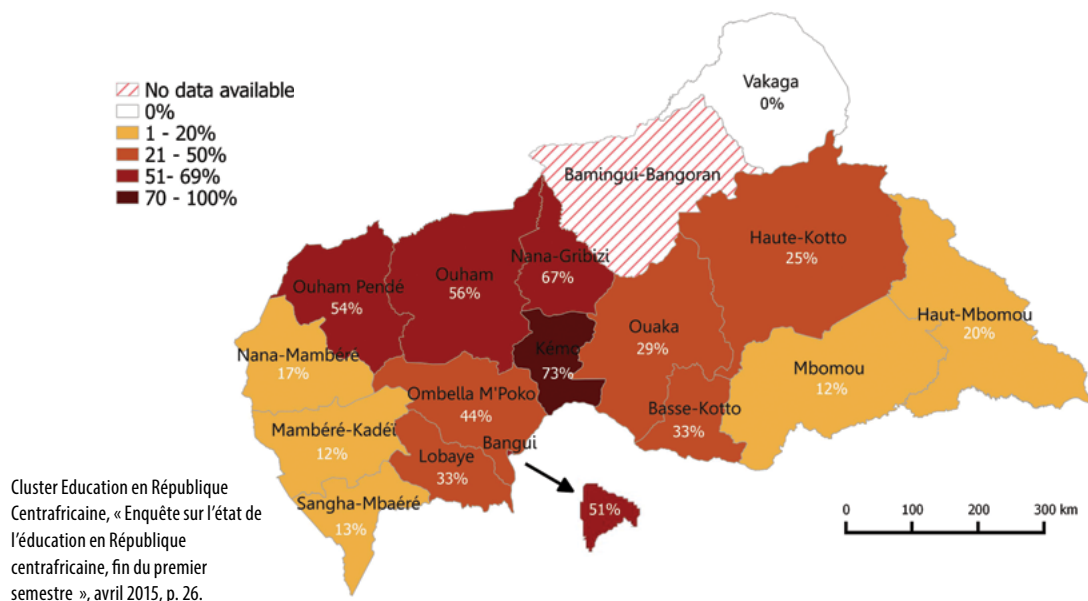 No data available
0%
1 - 20%
21 - 50%
51- 69%
70 - 100%
Vakaga
0%
Bamingui-Bangoran
Haute-Kotto
25%
Nana-Gribizi
67%
Ouham
56%
Ouham Pendé
54%
Haut-Mbomou
20%
Ouaka
29%
Kémo
73%
Nana-Mambéré
17%
Mbomou
12%
Ombella M'Poko
44%
Basse-Kotto
33%
Mambéré-Kadéï
12%
Bangui
Lobaye
33%
51%
Sangha-Mbaéré
13%
0 100 200 300 km
Cluster Education en République
Centrafricaine, « Enquête sur l'état de
l'éducation en République
centrafricaine, fin du premier
semestre », avril 2015, p. 26.